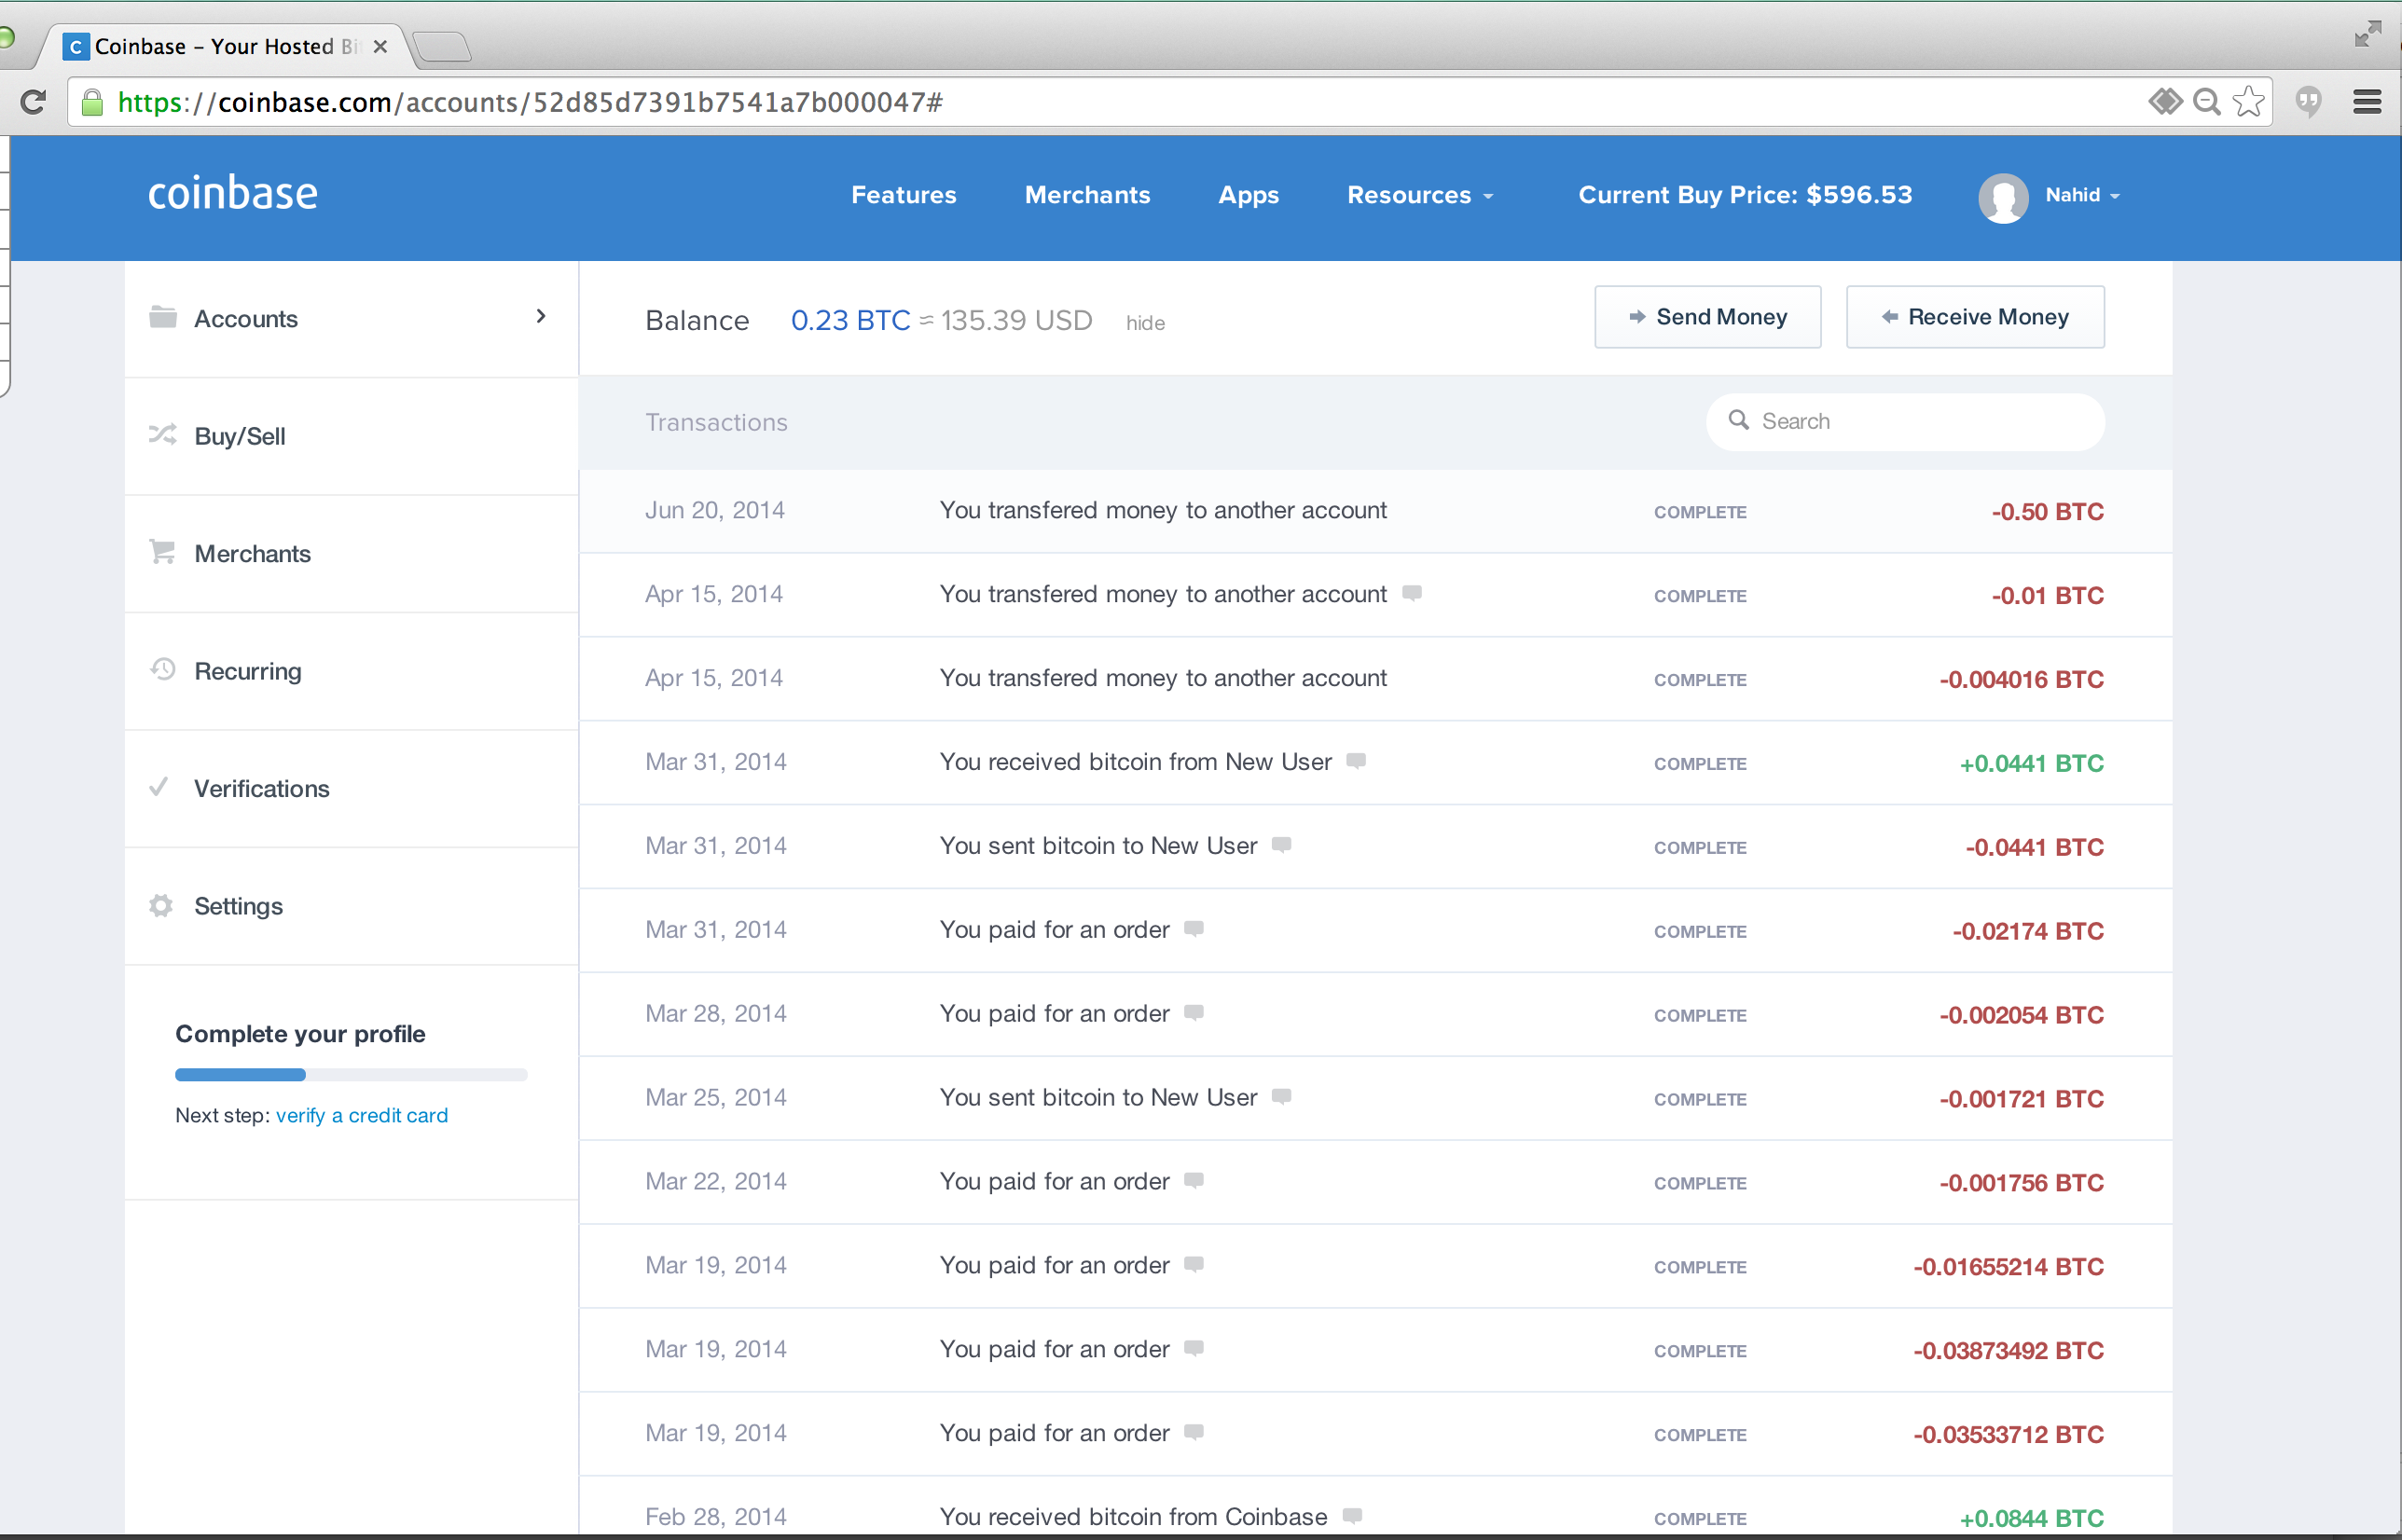 Coinbase – Your Hosted Bi
https://coinbase.com/accounts/52d85d7391b7541a7b000047#
coinbase
Features Merchants Apps Resources Current Buy Price: $596.53 Nahid
Accounts
Buy/Sell
Merchants
Recurring
Verifications
Settings
Complete your profile
Next step: verify a credit card
Balance 0.23 BTC ≈ 135.39 USD hide Send Money Receive Money
Transactions Search
Jun 20, 2014 You transfered money to another account COMPLETE -0.50 BTC
Apr 15, 2014 You transfered money to another account COMPLETE -0.01 BTC
Apr 15, 2014 You transfered money to another account COMPLETE -0.004016 BTC
Mar 31, 2014 You received bitcoin from New User COMPLETE +0.0441 BTC
Mar 31, 2014 You sent bitcoin to New User COMPLETE -0.0441 BTC
Mar 31, 2014 You paid for an order COMPLETE -0.02174 BTC
Mar 28, 2014 You paid for an order COMPLETE -0.002054 BTC
Mar 25, 2014 You sent bitcoin to New User COMPLETE -0.001721 BTC
Mar 22, 2014 You paid for an order COMPLETE -0.001756 BTC
Mar 19, 2014 You paid for an order COMPLETE -0.01655214 BTC
Mar 19, 2014 You paid for an order COMPLETE -0.03873492 BTC
Mar 19, 2014 You paid for an order COMPLETE -0.03533712 BTC
Feb 28, 2014 You received bitcoin from Coinbase COMPLETE +0.0844 BTC